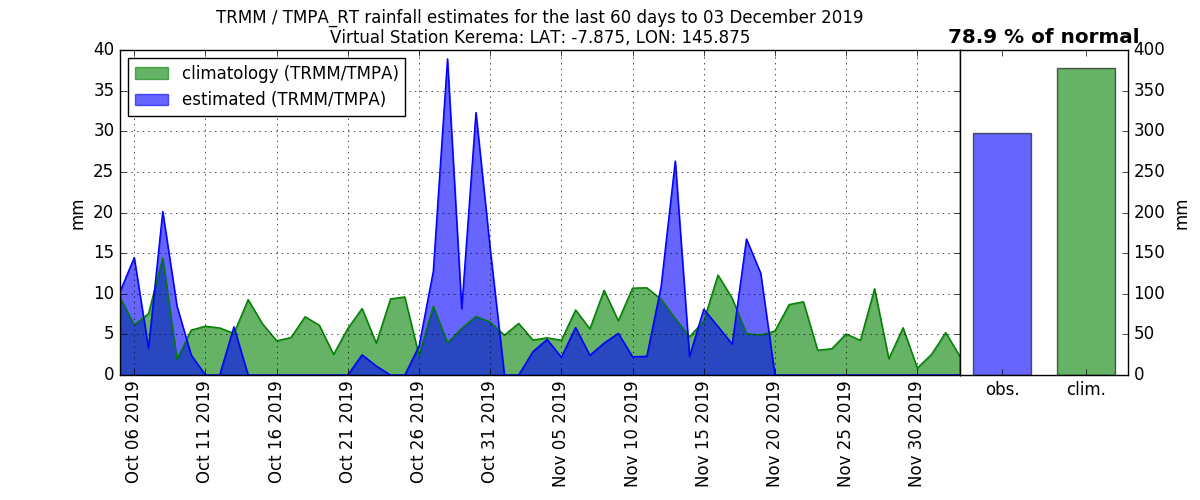 TRMM / TMPA_RT rainfall estimates for the last 60 days to 03 December 2019
Virtual Station Kerema: LAT: -7.875, LON: 145.875
78.9 % of normal
climatology (TRMM/TMPA)
estimated (TRMM/TMPA)
mm
40
35
30
25
20
15
10
5
0
Oct 06 2019
Oct 11 2019
Oct 16 2019
Oct 21 2019
Oct 26 2019
Oct 31 2019
Nov 05 2019
Nov 10 2019
Nov 15 2019
Nov 20 2019
Nov 25 2019
Nov 30 2019
obs.
clim.
400
350
300
250
200
150
100
50
0
mm